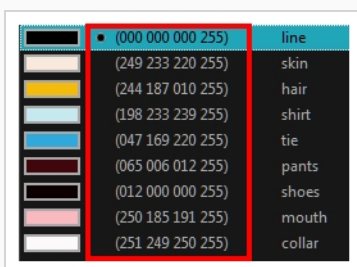 • (000 000 000 255) line
(249 233 220 255) skin
(244 187 010 255) hair
(198 233 239 255) shirt
(047 169 220 255) tie
(065 006 012 255) pants
(012 000 000 255) shoes
(250 185 191 255) mouth
(251 249 250 255) collar